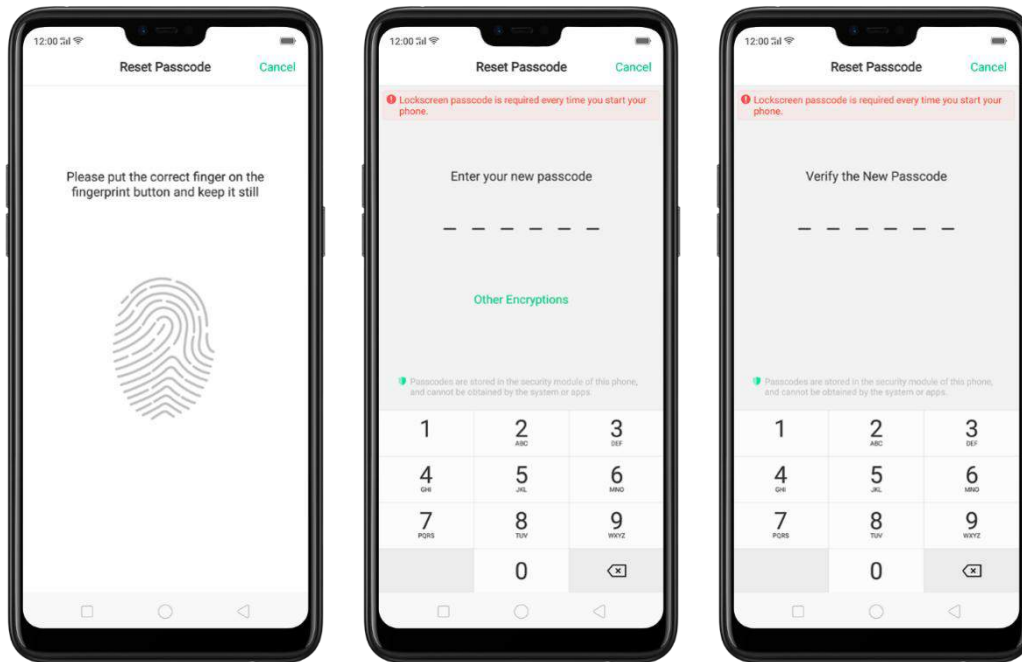 12:00
Reset Passcode
Cancel
Please put the correct finger on the
fingerprint button and keep it still
12:00
Reset Passcode
Cancel
Lockscreen passcode is required every time you start your
phone.
Enter your new passcode
Other Encryptions
Passcodes are stored in the security module of this phone,
and cannot be obtained by the system or apps.
1
2
ABC
3
DEF
4
GHI
5
JKL
6
MNO
7
PQRS
8
TUV
9
WXYZ
0
12:00
Reset Passcode
Cancel
Lockscreen passcode is required every time you start your
phone.
Verify the New Passcode
Passcodes are stored in the security module of this phone,
and cannot be obtained by the system or apps.
1
2
ABC
3
DEF
4
GHI
5
JKL
6
MNO
7
PQRS
8
TUV
9
WXYZ
0